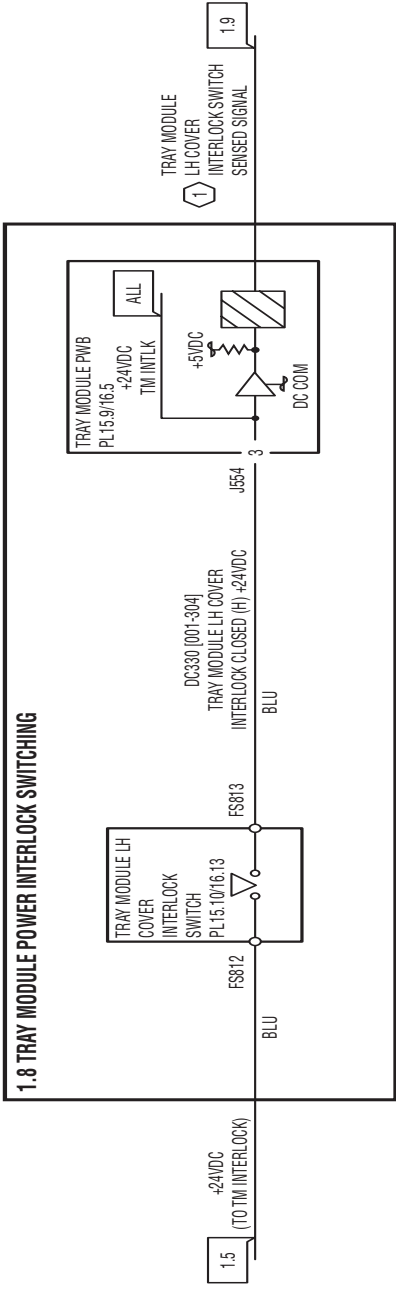 1.8 TRAY MODULE POWER INTERLOCK SWITCHING
1.5
+24VDC
(TO TM INTERLOCK)
BLU
FS812
TRAY MODULE LH
COVER
INTERLOCK
SWITCH
PL15.10/16.13
FS813
DC330 [001-304]
TRAY MODULE LH COVER
INTERLOCK CLOSED (H) +24VDC
BLU
J554
3
TRAY MODULE PWB
PL15.9/16.5
+24VDC
TM INTLK
ALL
+5VDC
DC COM
TRAY MODULE
LH COVER
INTERLOCK SWITCH
SENSED SIGNAL
1
1.9